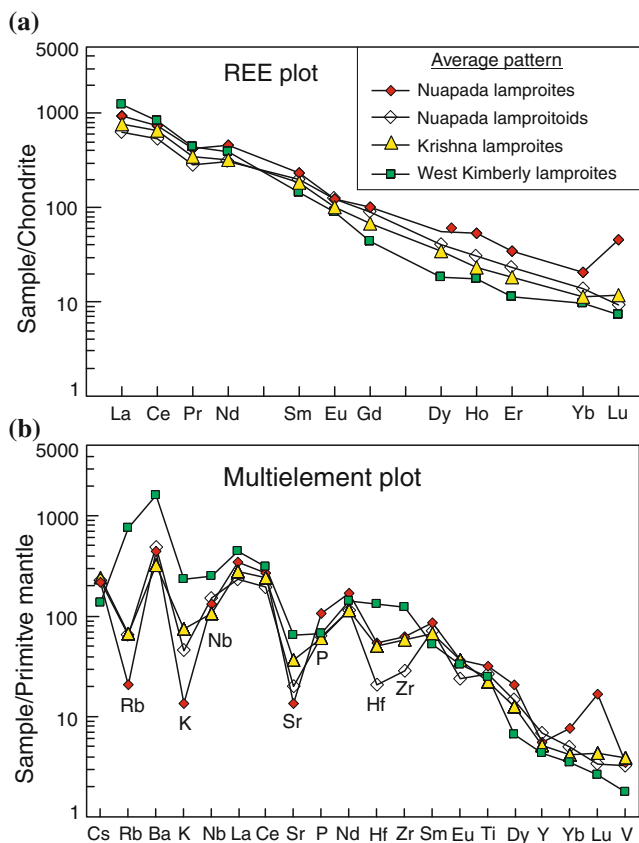 (a)
5000
1000
100
10
1
Sample/Chondrite
REE plot
Average pattern
Nuapada lamproites
Nuapada lamproitoids
Krishna lamproites
West Kimberly lamproites
La Ce Pr Nd Sm Eu Gd Dy Ho Er Yb Lu
(b)
5000
1000
100
10
1
Sample/Primitve mantle
Multielement plot
Rb
K
Nb
Sr
P
Hf
Zr
Cs Rb Ba K Nb La Ce Sr P Nd Hf Zr Sm Eu Ti Dy Y Yb Lu V